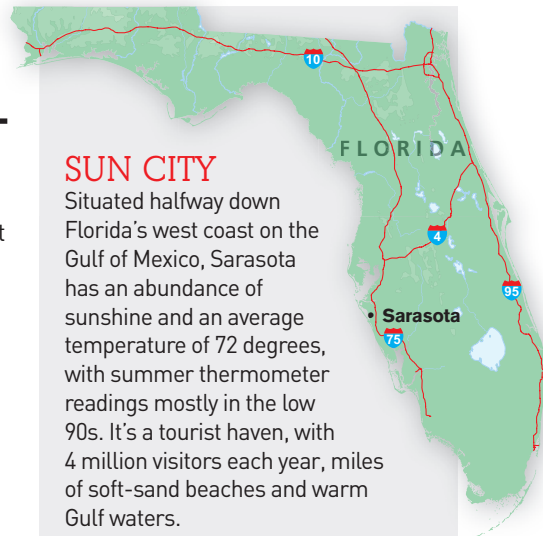 10
FLORIDA
SUN CITY
Situated halfway down
Florida's west coast on the
Gulf of Mexico, Sarasota
has an abundance of
sunshine and an average
temperature of 72 degrees,
with summer thermometer
readings mostly in the low
90s. It's a tourist haven, with
4 million visitors each year, miles
of soft-sand beaches and warm
Gulf waters.
t
4
95
• Sarasota
75